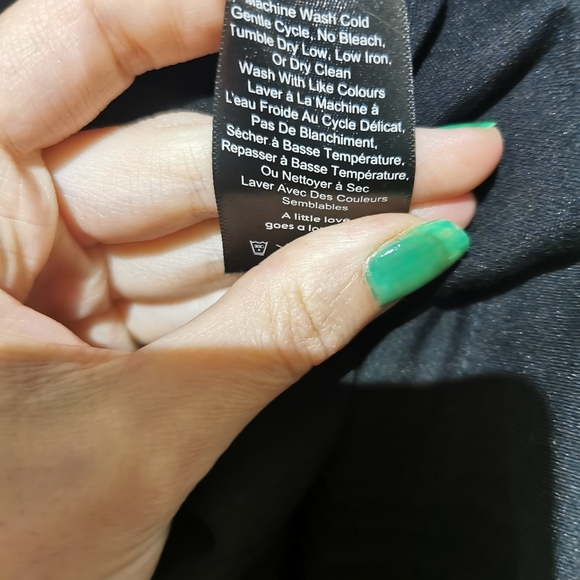 Machine Wash Cold
Gentle Cycle, No Bleach,
Tumble Dry Low, Low Iron.
Or Dry Clean
Wash With Like Colours
Laver à La Machine à
L'eau Froide Au Cycle Délicat,
Pas De Blanchiment,
Sécher à Basse Température,
Repasser à Basse Température,
Ou Nettoyer à Sec
Laver Avec Des Couleurs
Semblables
A little love
goes a